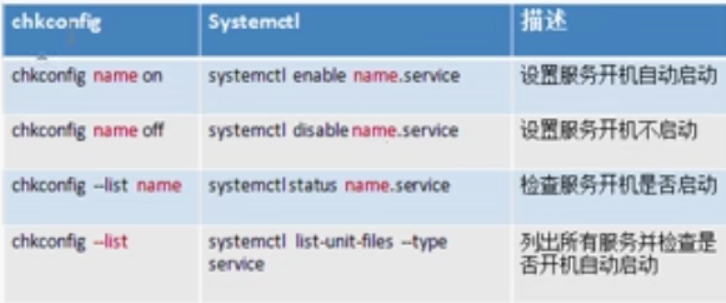 chkconfig Systemctl 描述
chkconfig name on systemctl enable name.service 设置服务开机自动启动
chkconfig name off systemctl disable name.service 设置服务开机不启动
chkconfig --list name systemctl status name.service 检查服务开机是否启动
chkconfig --list systemctl list-unit-files --type 列出所有服务并检查是
service 否开机自动启动